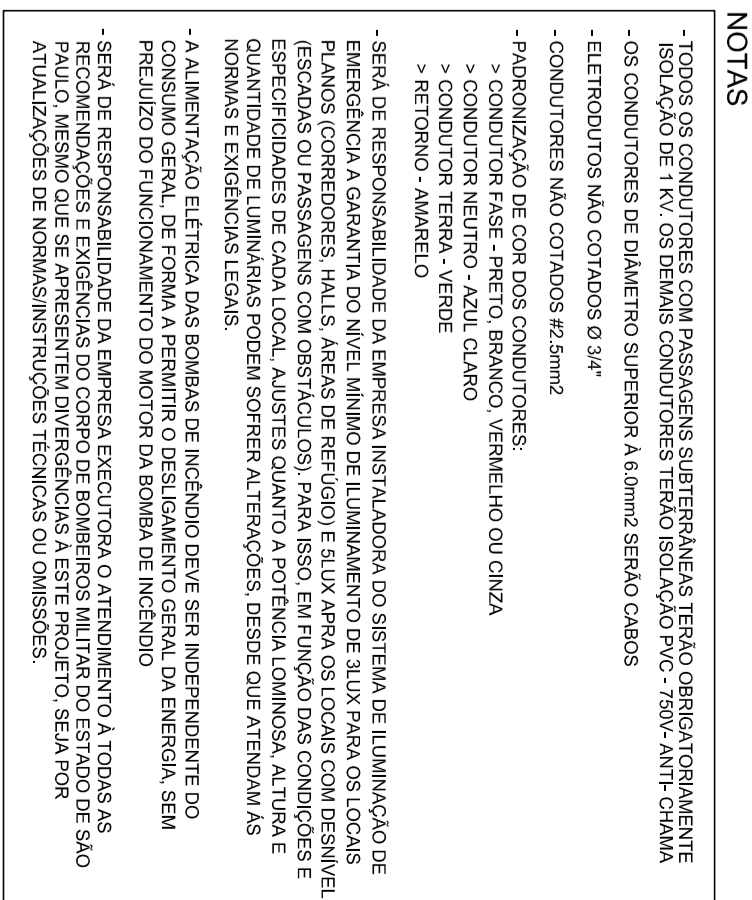 NOTAS
- TODOS OS CONDUTORES COM PASSAGENS SUBTERRÂNEAS TERÃO OBRIGATORIAMENTE
ISOLAÇÃO DE 1 KV. OS DEMAIS CONDUTORES TERÃO ISOLAÇÃO PVC - 750V- ANTI- CHAMA
- OS CONDUTORES DE DIÂMETRO SUPERIOR À 6.0mm2 SERÃO CABOS
- ELETRODUTOS NÃO COTADOS Ø 3/4"
- CONDUTORES NÃO COTADOS #2.5mm2
- PADRONIZAÇÃO DE COR DOS CONDUTORES:
> CONDUTOR FASE - PRETO, BRANCO, VERMELHO OU CINZA
> CONDUTOR NEUTRO - AZUL CLARO
> CONDUTOR TERRA - VERDE
> RETORNO - AMARELO
- SERÁ DE RESPONSABILIDADE DA EMPRESA INSTALADORA DO SISTEMA DE ILUMINAÇÃO DE
EMERGÊNCIA A GARANTIA DO NÍVEL MÍNIMO DE ILUMINAMENTO DE 3LUX PARA OS LOCAIS
PLANOS (CORREDORES, HALLS, ÁREAS DE REFÚGIO) E 5LUX APRA OS LOCAIS COM DESNÍVEL
(ESCADAS OU PASSAGENS COM OBSTÁCULOS). PARA ISSO, EM FUNÇÃO DAS CONDIÇÕES E
ESPECIFICIDADES DE CADA LOCAL, AJUSTES QUANTO A POTÊNCIA LOMINOSA, ALTURA E
QUANTIDADE DE LUMINÁRIAS PODEM SOFRER ALTERAÇÕES, DESDE QUE ATENDAM ÁS
NORMAS E EXIGÊNCIAS LEGAIS.
- A ALIMENTAÇÃO ELÉTRICA DAS BOMBAS DE INCÊNDIO DEVE SER INDEPENDENTE DO
CONSUMO GERAL, DE FORMA A PERMITIR O DESLIGAMENTO GERAL DA ENERGIA, SEM
PREJUÍZO DO FUNCIONAMENTO DO MOTOR DA BOMBA DE INCÊNDIO
- SERÁ DE RESPONSABILIDADE DA EMPRESA EXECUTORA O ATENDIMENTO À TODAS AS
RECOMENDAÇÕES E EXIGÊNCIAS DO CORPO DE BOMBEIROS MILITAR DO ESTADO DE SÃO
PAULO, MESMO QUE SE APRESENTEM DIVERGÊNCIAS À ESTE PROJETO, SEJA POR
ATUALIZAÇÕES DE NORMAS/INSTRUÇÕES TÉCNICAS OU OMISSÕES.